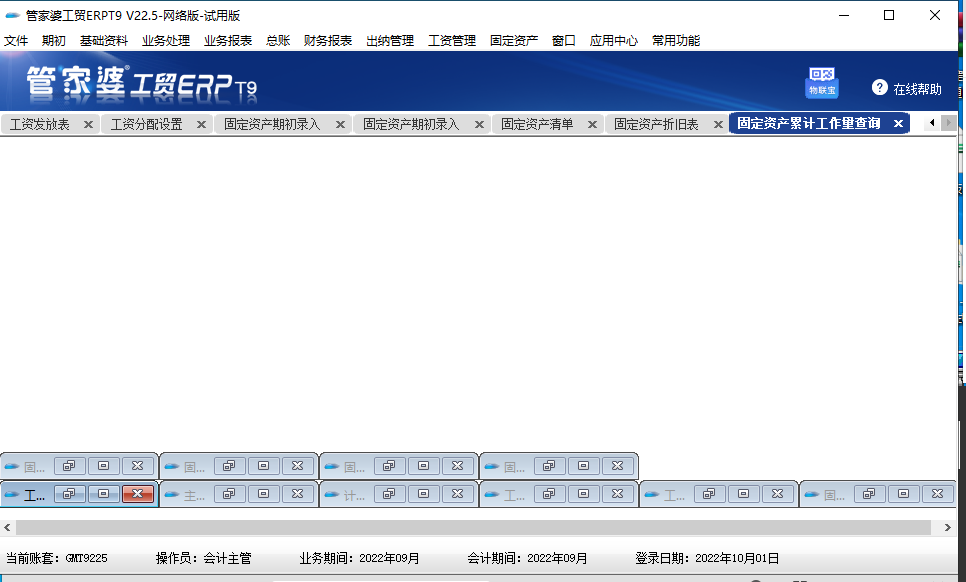 管家婆工贸ERPT9 V22.5-网络版-试用版
文件 期初 基础资料 业务处理 业务报表 总账 财务报表 出纳管理 工资管理 固定资产 窗口 应用中心 常用功能
管家婆® 工贸ERP T9 物联宝 ? 在线帮助
工资发放表 工资分配设置 固定资产期初录入 固定资产期初录入 固定资产清单 固定资产折旧表 固定资产累计工作量查询
固... 固... 固... 固...
工... 主... 计... 工... 工... 固...
当前账套: GMT9225 操作员: 会计主管 业务期间: 2022年09月 会计期间: 2022年09月 登录日期: 2022年10月01日